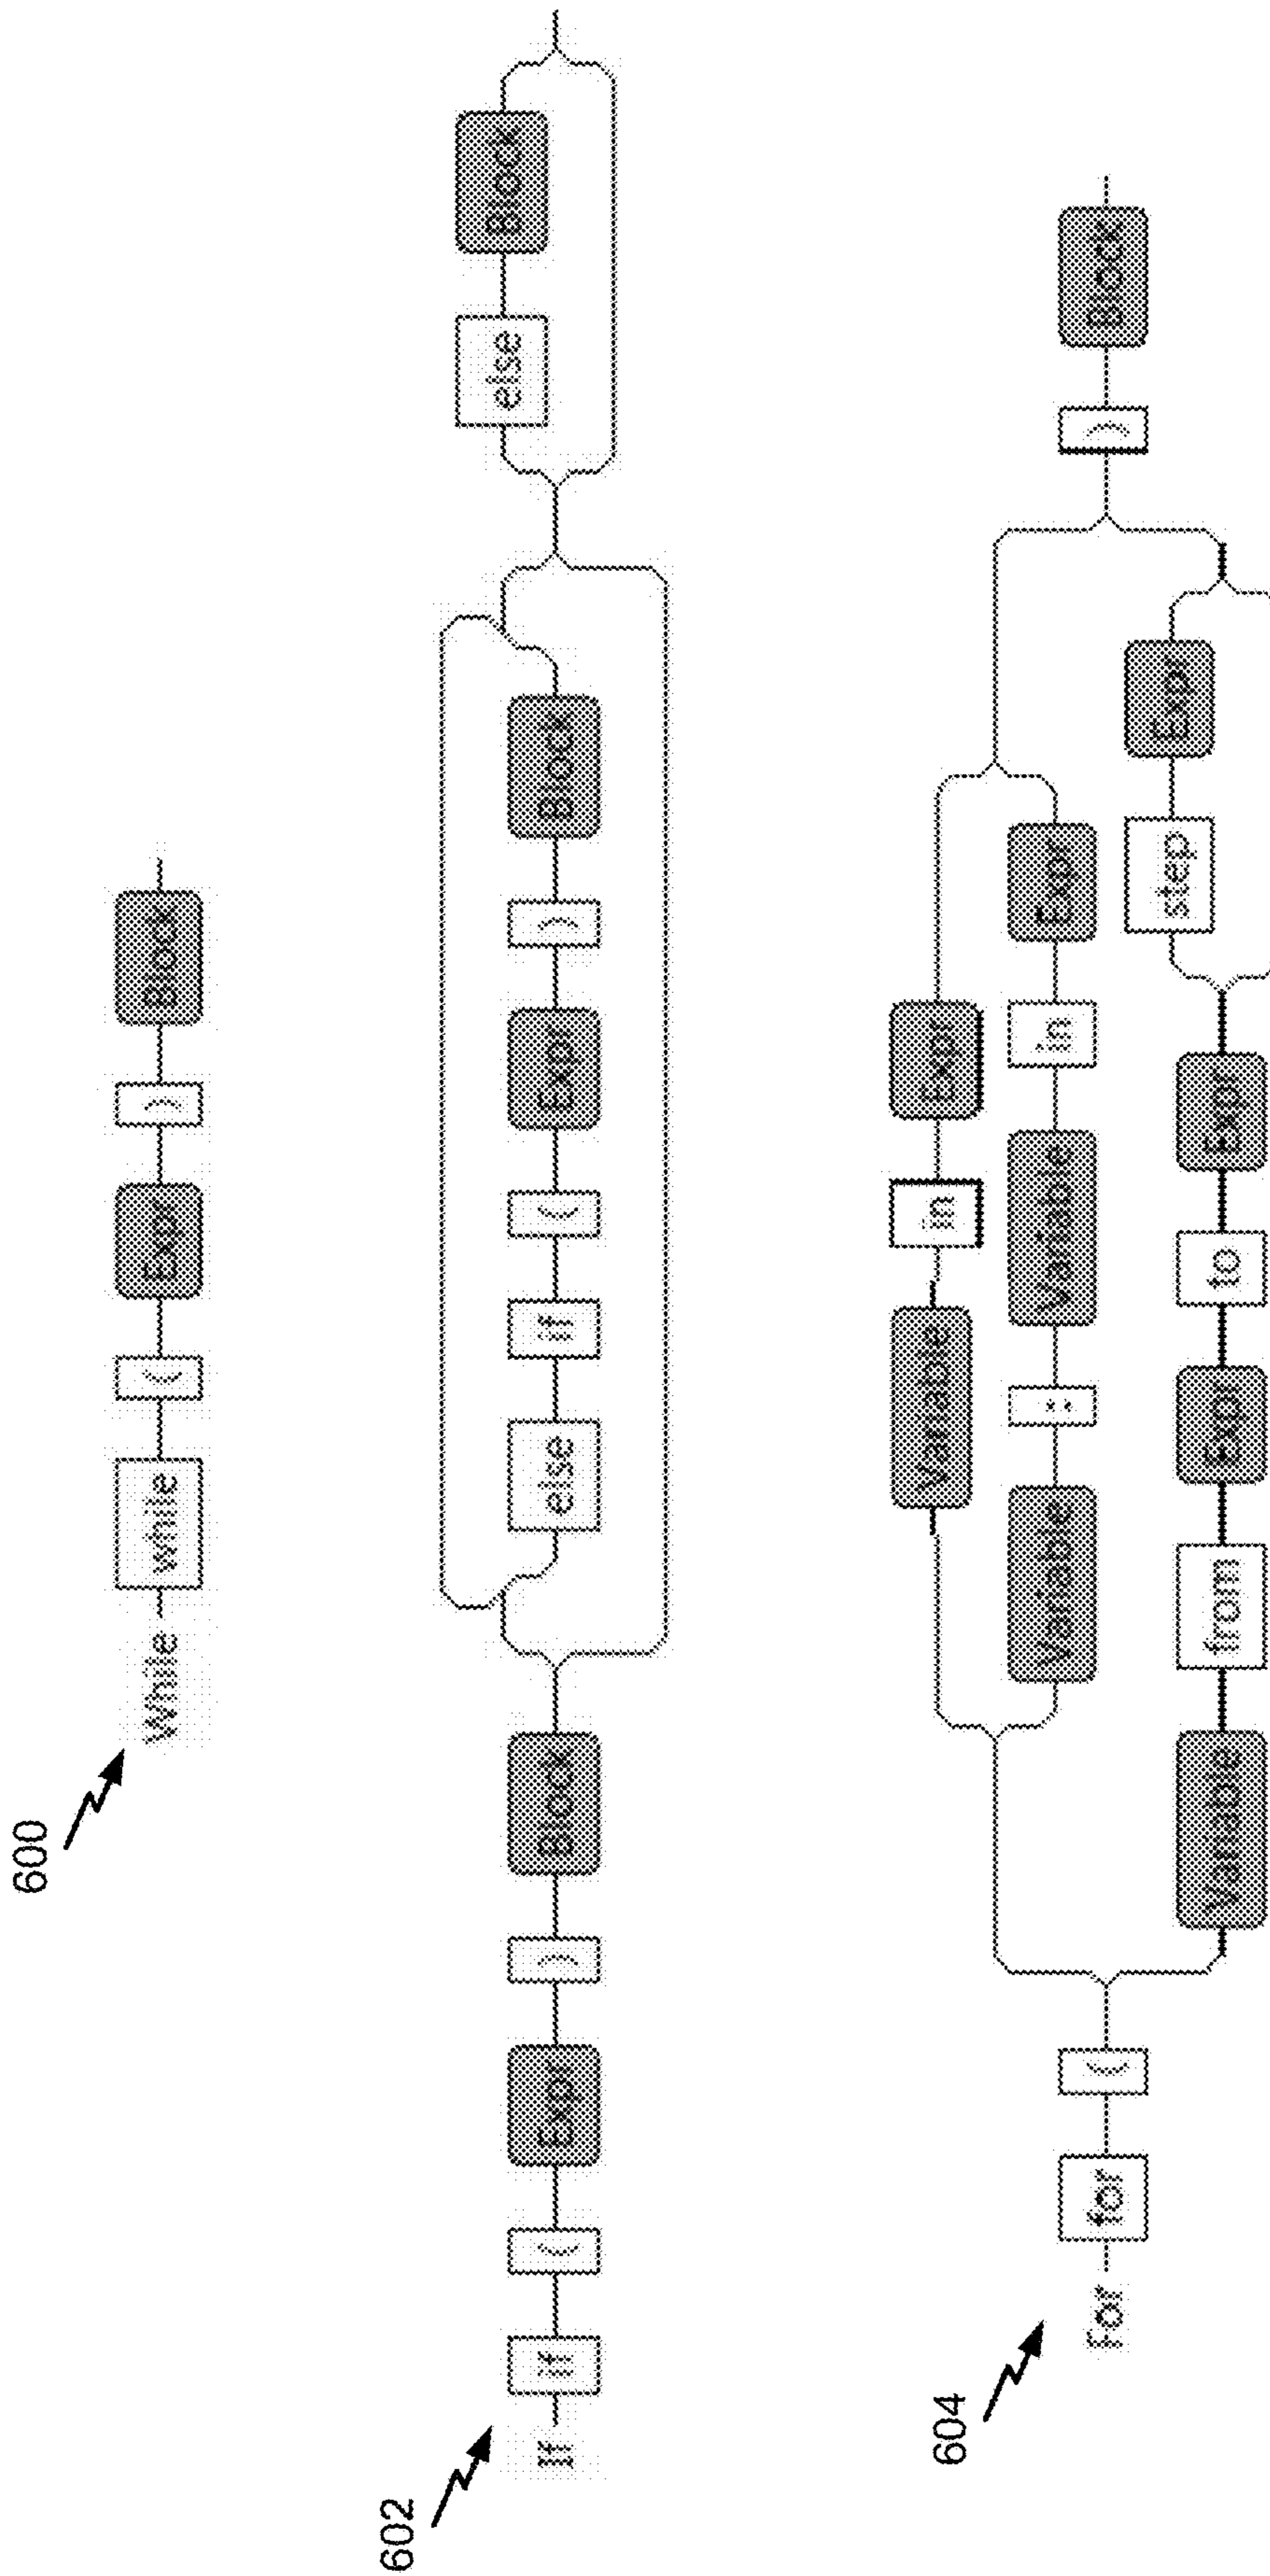 600
While while ( Expr ) Block
602
If if ( Expr ) Block else if ( Expr ) Block else Block
604
For for ( Variable in Expr ) Block
Variable : Variable in Expr
Variable from Expr to Expr step Expr